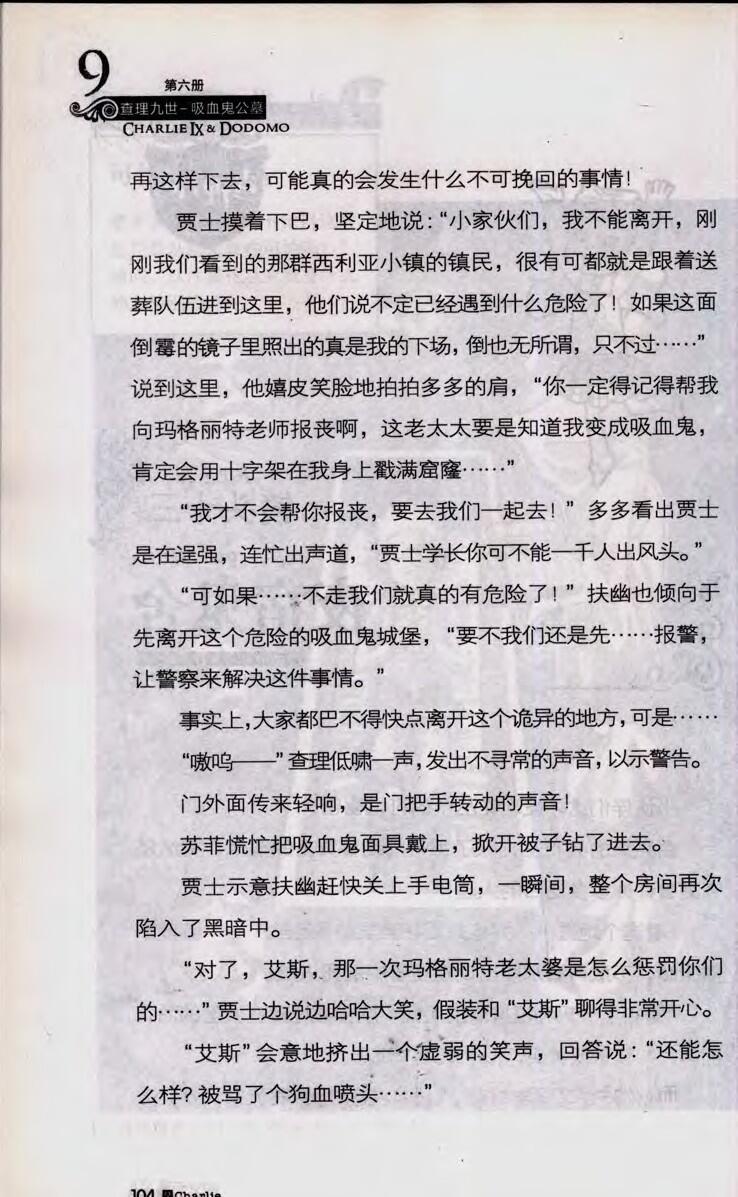 9
第六册
查理九世-吸血鬼公墓
CHARLIE IX & DODOMO
再这样下去，可能真的会发生什么不可挽回的事情！
贾士摸着下巴，坚定地说：“小家伙们，我不能离开，刚
刚我们看到的那群西利亚小镇的镇民，很有可都就是跟着送
葬队伍进到这里，他们说不定已经遇到什么危险了！如果这面
倒霉的镜子里照出的真是我的下场，倒也无所谓，只不过……”
说到这里，他嬉皮笑脸地拍拍多多的肩，“你一定得记得帮我
向玛格丽特老师报丧啊，这老太太要是知道我变成吸血鬼，
肯定会用十字架在我身上戳满窟窿……”
“我才不会帮你报丧，要去我们一起去！”多多看出贾士
是在逞强，连忙出声道，“贾士学长你可不能一千人出风头。”
“可如果……不走我们就真的有危险了！”扶幽也倾向于
先离开这个危险的吸血鬼城堡，“要不我们还是先……报警，
让警察来解决这件事情。”
事实上，大家都巴不得快点离开这个诡异的地方，可是……
“嗷呜——”查理低啸一声，发出不寻常的声音，以示警告。
门外面传来轻响，是门把手转动的声音！
苏菲慌忙把吸血鬼面具戴上，掀开被子钻了进去。
贾士示意扶幽赶快关上手电筒，一瞬间，整个房间再次
陷入了黑暗中。
“对了，艾斯，那一次玛格丽特老太婆是怎么惩罚你们
的……”贾士边说边哈哈大笑，假装和“艾斯”聊得非常开心。
“艾斯”会意地挤出一个虚弱的笑声，回答说：“还能怎
么样？被骂了个狗血喷头……”
104 Charlie